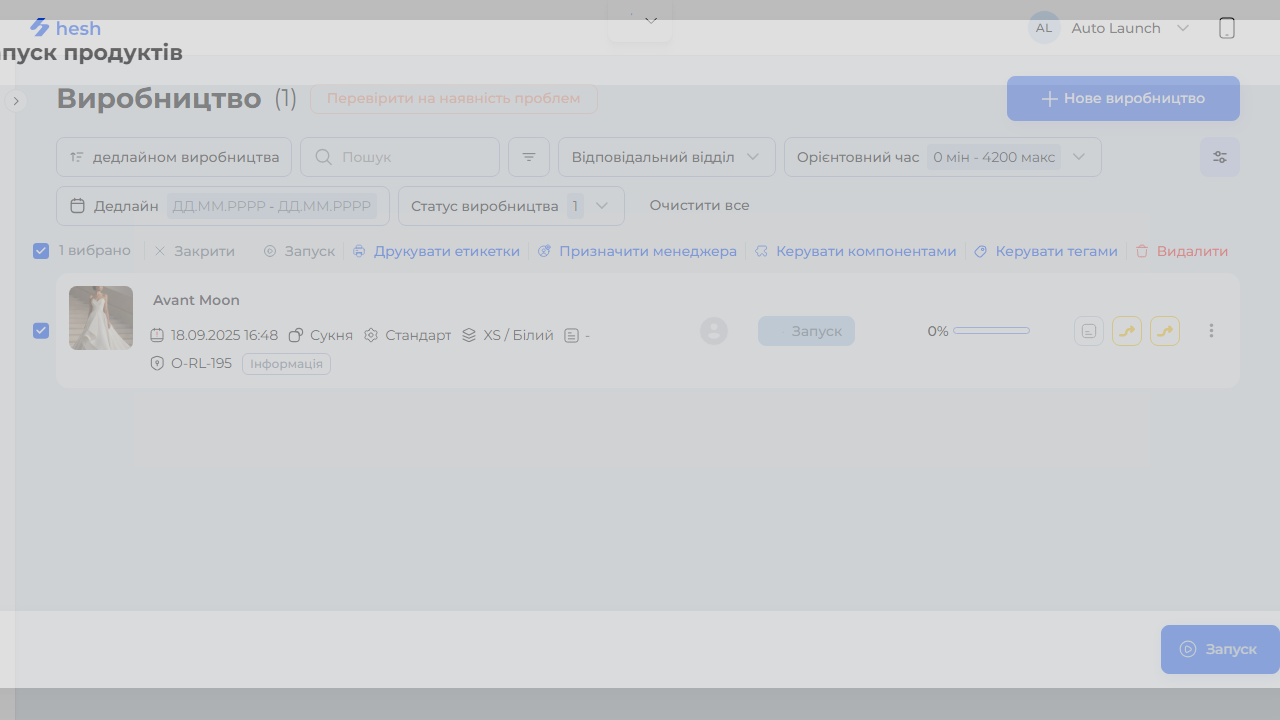 hesh
AL Auto Launch
апуск продуктів
Виробництво (1) Перевірити на наявність проблем Нове виробництво
дедлайном виробництва Пошук Відповідальний відділ Орієнтовний час 0 мін - 4200 макс
Дедлайн ДД.ММ.РРРР - ДД.ММ.РРРР Статус виробництва 1 Очистити все
1 вибрано Закрити Запуск Друкувати етикетки Призначити менеджера Керувати компонентами Керувати тегами Видалити
Avant Moon
18.09.2025 16:48 Сукня Стандарт XS / Білий - Запуск 0%
O-RL-195 Інформація
Запуск